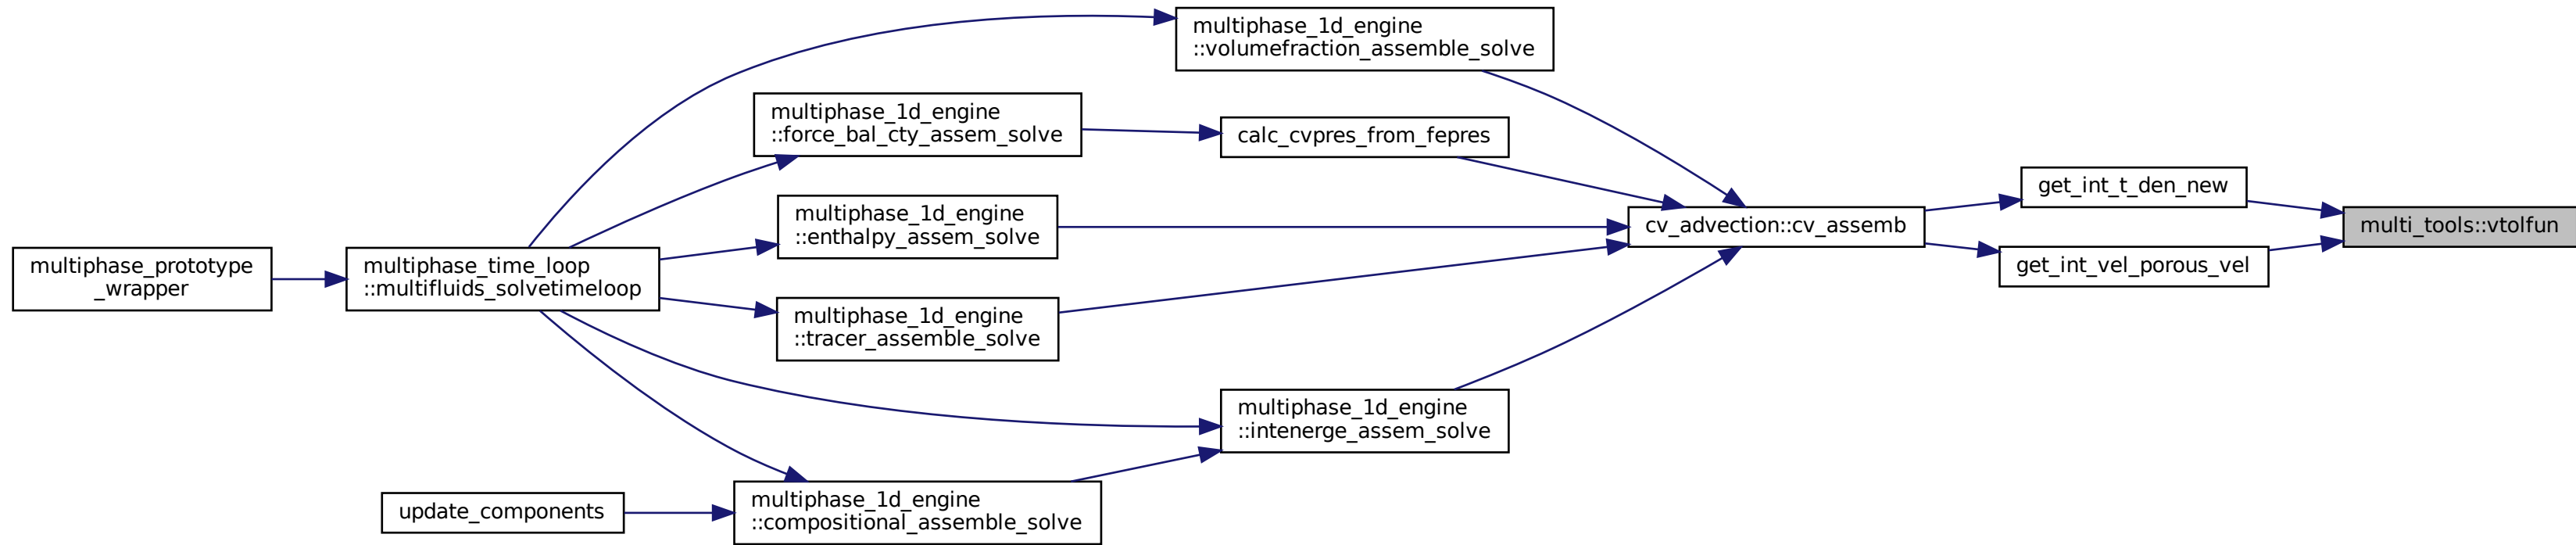 multiphase_1d_engine
::volumefraction_assemble_solve
multiphase_1d_engine
::force_bal_cty_assem_solve
calc_cvpres_from_fepres
get_int_t_den_new
multiphase_1d_engine
::enthalpy_assem_solve
cv_advection::cv_assemb
multi_tools::vtolfun
multiphase_prototype
_wrapper
multiphase_time_loop
::multifluids_solvetimeloop
get_int_vel_porous_vel
multiphase_1d_engine
::tracer_assemble_solve
multiphase_1d_engine
::intenerge_assem_solve
update_components
multiphase_1d_engine
::compositional_assemble_solve